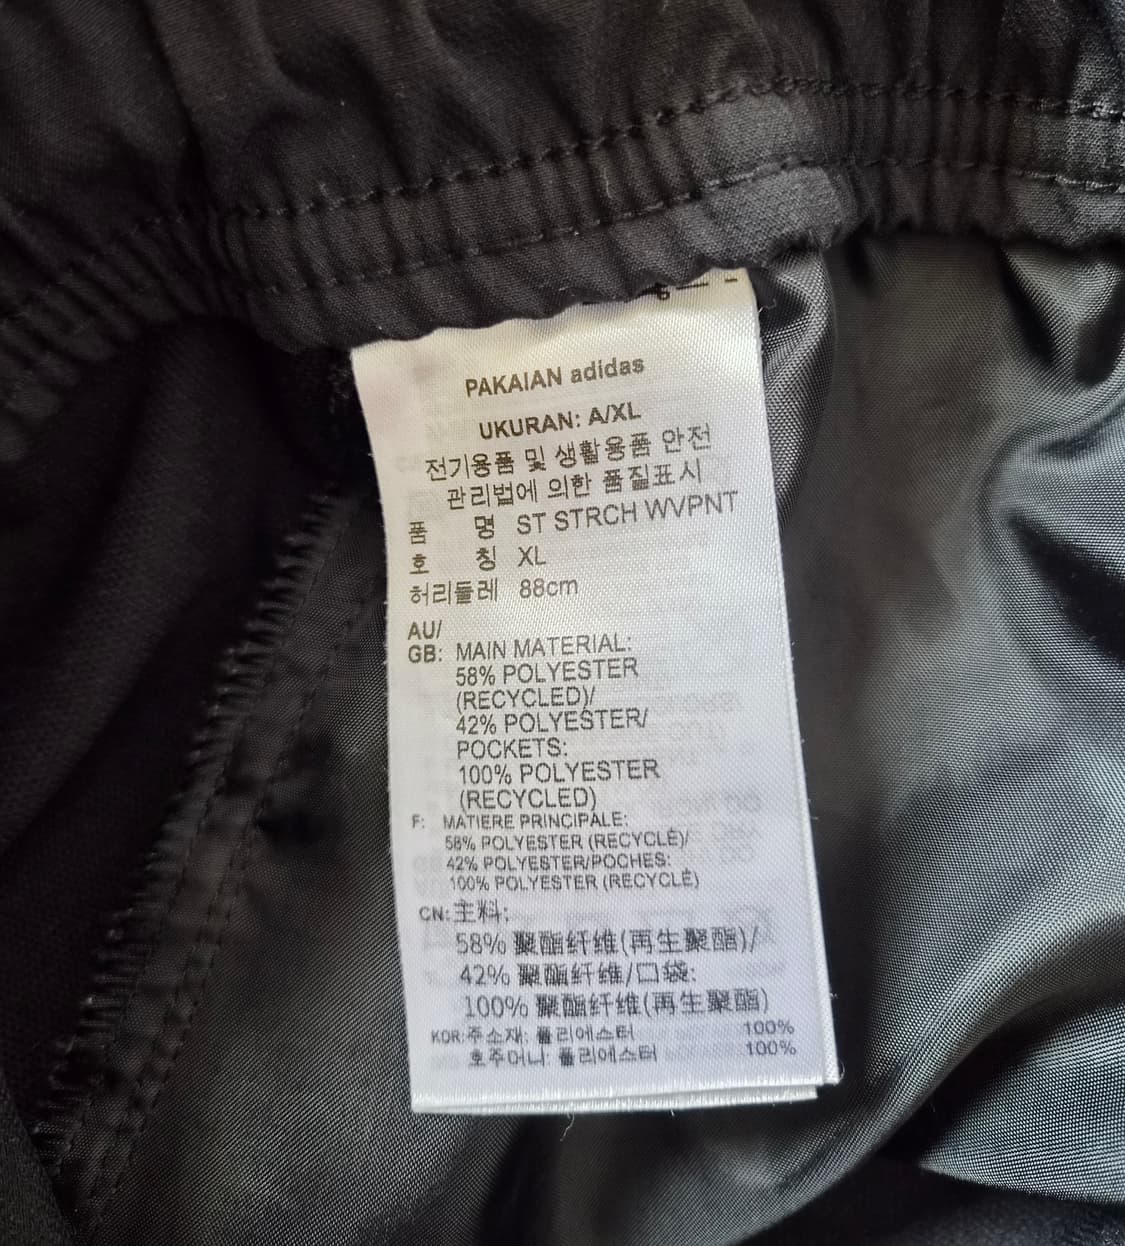 PAKAIAN adidas
UKURAN: A/XL
전기용품 및 생활용품 안전
관리법에 의한 품질표시
품 명 ST STRCH WVPNT
호 칭 XL
허리둘레 88cm
AU/
GB: MAIN MATERIAL:
58% POLYESTER
(RECYCLED)/
42% POLYESTER/
POCKETS:
100% POLYESTER
(RECYCLED)
F: MATIERE PRINCIPALE:
58% POLYESTER (RECYCLÉ)/
42% POLYESTER/POCHES:
100% POLYESTER (RECYCLÉ)
CN: 主料:
58% 聚酯纤维(再生聚酯)/
42% 聚酯纤维/口袋:
100% 聚酯纤维(再生聚酯)
KOR: 주소재: 폴리에스터 100%
호주머니: 폴리에스터 100%